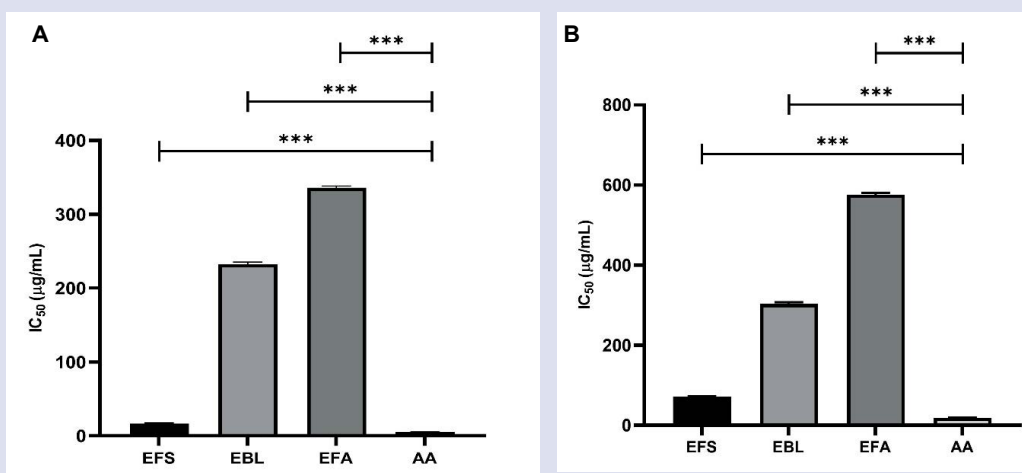 A
***
***
***
400
300
200
100
0
IC50 (µg/mL)
EFS EBL EFA AA
B
***
***
***
800
600
400
200
0
IC50 (µg/mL)
EFS EBL EFA AA